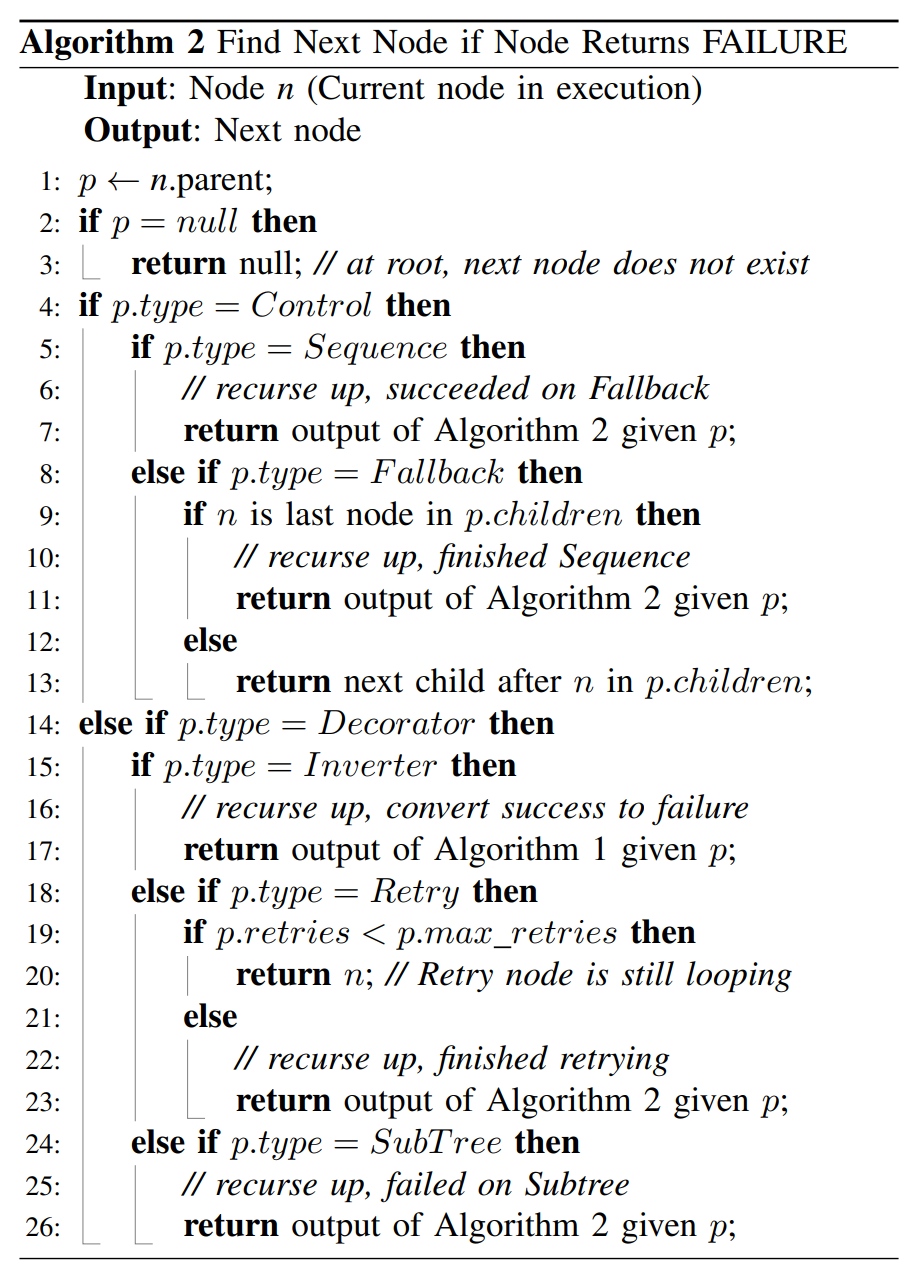 Algorithm 2 Find Next Node if Node Returns FAILURE
Input: Node n (Current node in execution)
Output: Next node
1: p ← n.parent;
2: if p = null then
3: return null; // at root, next node does not exist
4: if p.type = Control then
5: if p.type = Sequence then
6: // recurse up, succeeded on Fallback
7: return output of Algorithm 2 given p;
8: else if p.type = Fallback then
9: if n is last node in p.children then
10: // recurse up, finished Sequence
11: return output of Algorithm 2 given p;
12: else
13: return next child after n in p.children;
14: else if p.type = Decorator then
15: if p.type = Inverter then
16: // recurse up, convert success to failure
17: return output of Algorithm 1 given p;
18: else if p.type = Retry then
19: if p.retries < p.max_retries then
20: return n; // Retry node is still looping
21: else
22: // recurse up, finished retrying
23: return output of Algorithm 2 given p;
24: else if p.type = SubTree then
25: // recurse up, failed on Subtree
26: return output of Algorithm 2 given p;